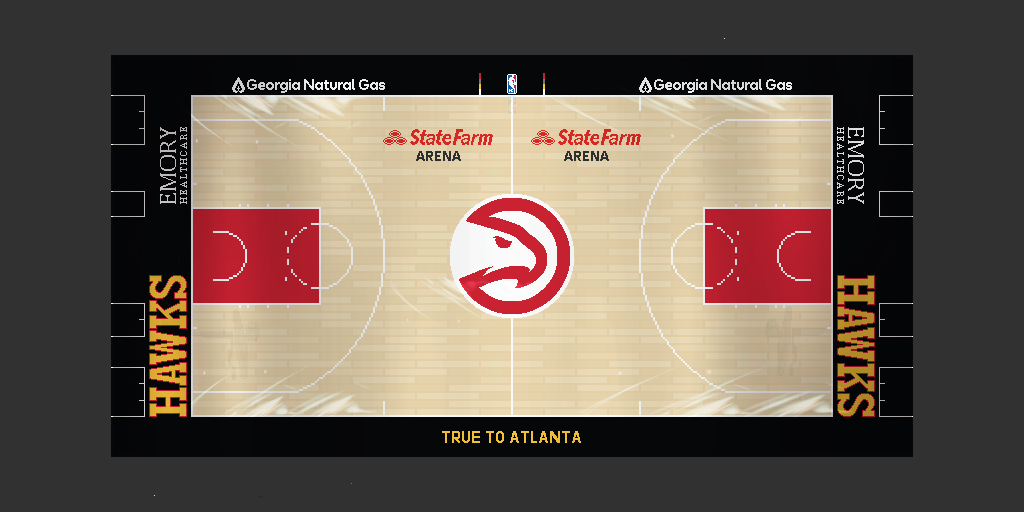 Georgia Natural Gas
Georgia Natural Gas
StateFarm
ARENA
StateFarm
ARENA
EMORY
HEALTHCARE
EMORY
HEALTHCARE
HAWKS
HAWKS
TRUE TO ATLANTA